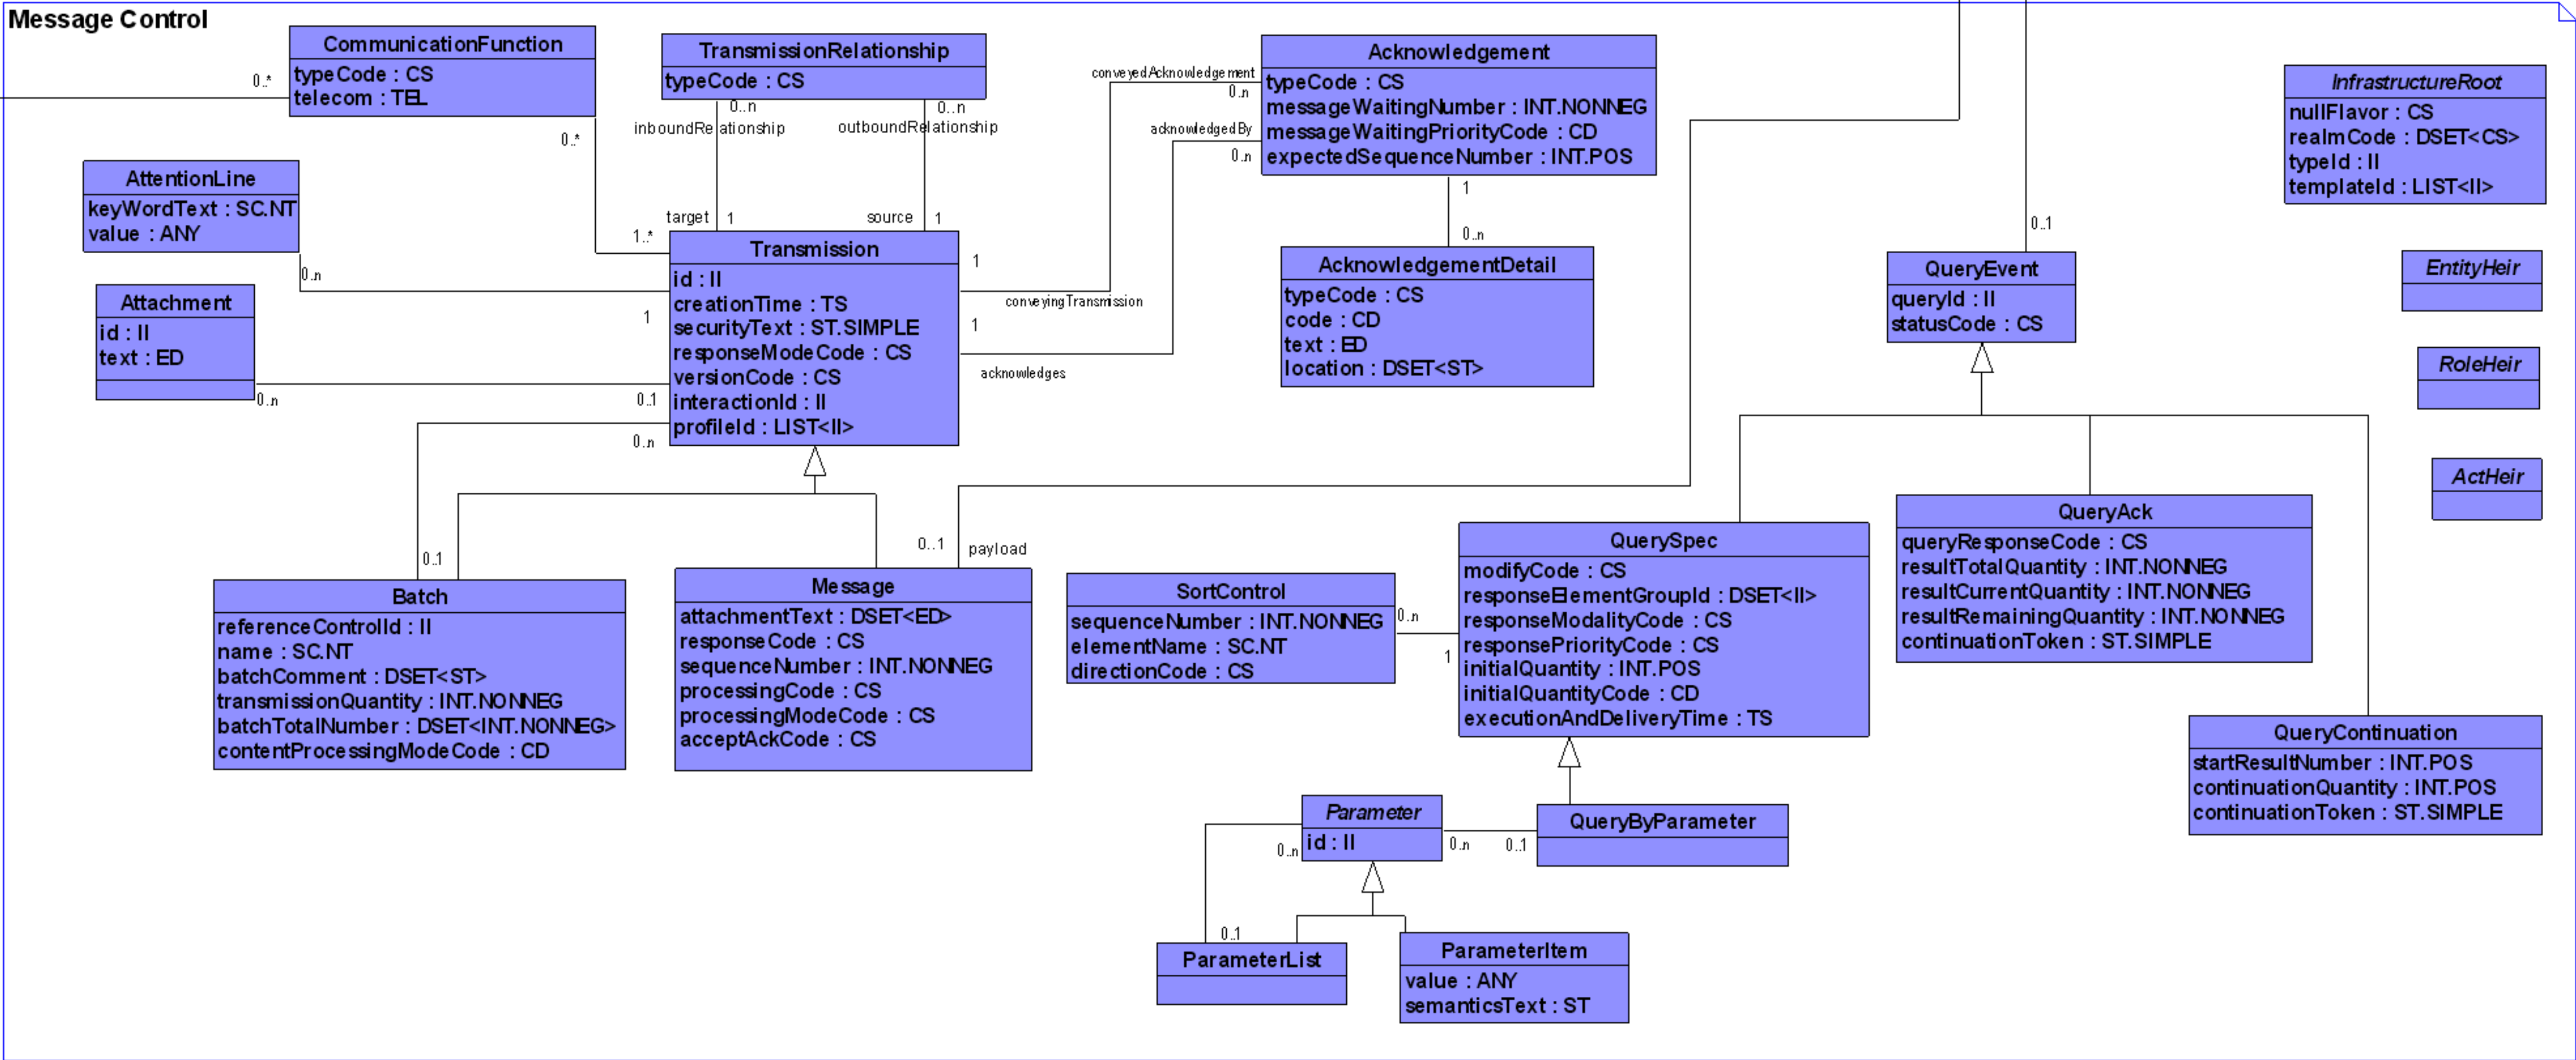 Message Control
CommunicationFunction
typeCode : CS
telecom : TEL
0..*
0..*
TransmissionRelationship
typeCode : CS
0..n
0..n
inboundRelationship
outboundRelationship
target
1
source
1
Acknowledgement
typeCode : CS
messageWaitingNumber : INT.NONNEG
messageWaitingPriorityCode : CD
expectedSequenceNumber : INT.POS
conveyedAcknowledgement
0..n
acknowledgedBy
0..n
1
0..n
AcknowledgementDetail
typeCode : CS
code : CD
text : ED
location : DSET<ST>
InfrastructureRoot
nullFlavor : CS
realmCode : DSET<CS>
typeId : II
templateId : LIST<II>
EntityHeir
RoleHeir
ActHeir
AttentionLine
keyWordText : SC.NT
value : ANY
0..n
1
Attachment
id : II
text : ED
0..n
0..1
1..*
Transmission
id : II
creationTime : TS
securityText : ST.SIMPLE
responseModeCode : CS
versionCode : CS
interactionId : II
profileId : LIST<II>
1
conveyingTransmission
1
acknowledges
0..n
0..1
0..1
QueryEvent
queryId : II
statusCode : CS
Batch
referenceControlId : II
name : SC.NT
batchComment : DSET<ST>
transmissionQuantity : INT.NONNEG
batchTotalNumber : DSET<INT.NONNEG>
contentProcessingModeCode : CD
0..1
payload
Message
attachmentText : DSET<ED>
responseCode : CS
sequenceNumber : INT.NONNEG
processingCode : CS
processingModeCode : CS
acceptAckCode : CS
SortControl
sequenceNumber : INT.NONNEG
elementName : SC.NT
directionCode : CS
0..n
1
QuerySpec
modifyCode : CS
responseElementGroupId : DSET<II>
responseModalityCode : CS
responsePriorityCode : CS
initialQuantity : INT.POS
initialQuantityCode : CD
executionAndDeliveryTime : TS
QueryAck
queryResponseCode : CS
resultTotalQuantity : INT.NONNEG
resultCurrentQuantity : INT.NONNEG
resultRemainingQuantity : INT.NONNEG
continuationToken : ST.SIMPLE
QueryContinuation
startResultNumber : INT.POS
continuationQuantity : INT.POS
continuationToken : ST.SIMPLE
Parameter
id : II
0..n
0..n
0..1
QueryByParameter
0..1
ParameterList
ParameterItem
value : ANY
semanticsText : ST